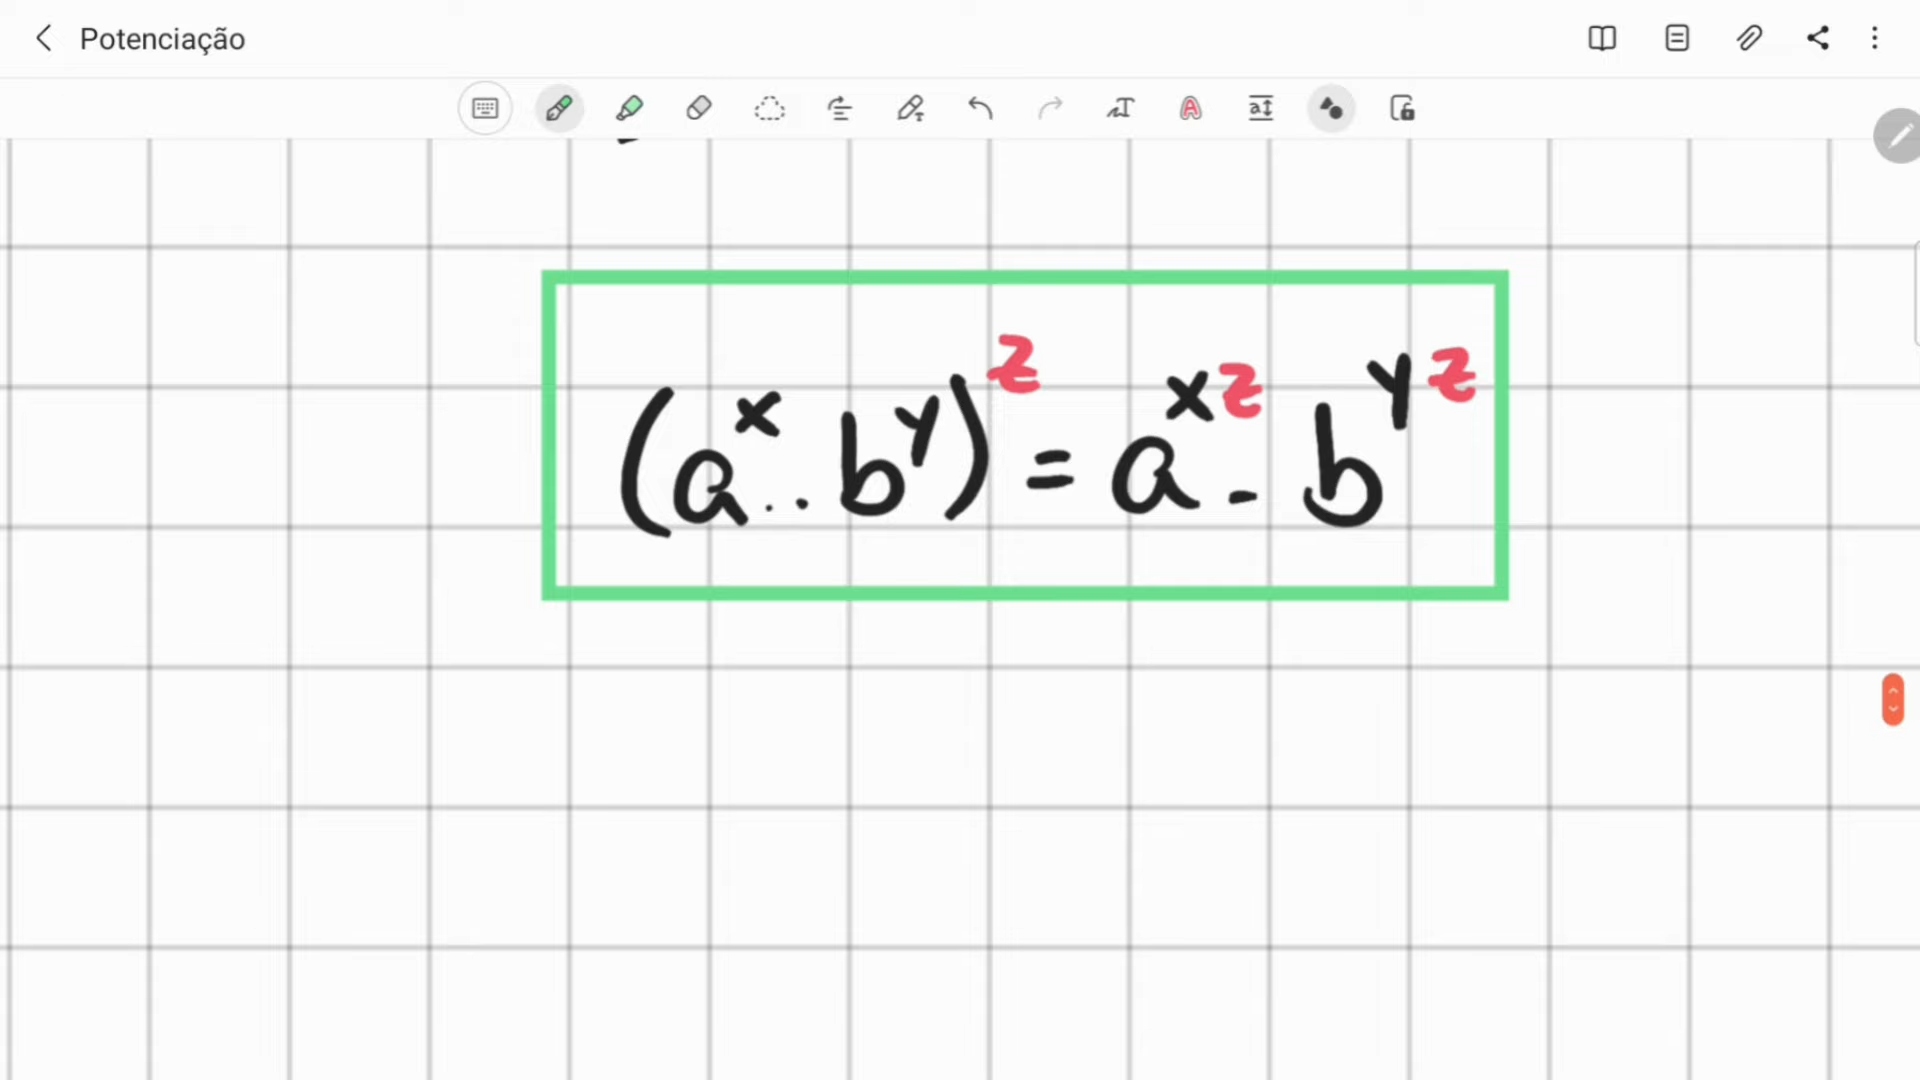 Potenciação
(a^x . . b^y)^z = a^xz - b^yz